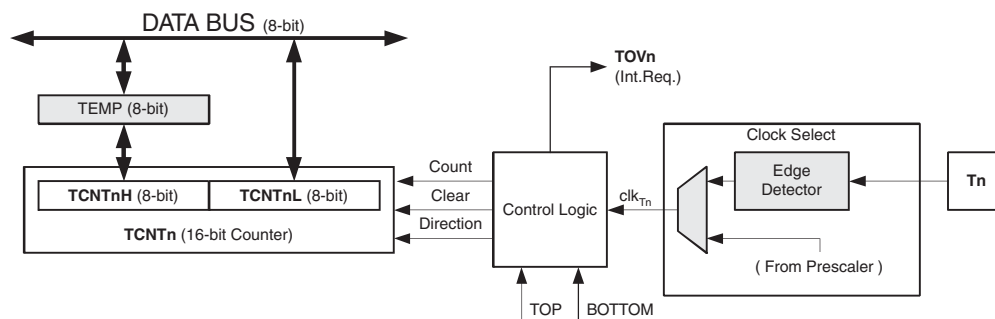 DATA BUS (8-bit)
TOVn
(Int.Req.)
TEMP (8-bit)
Clock Select
Count
Edge
Detector
Tn
TCNTnH (8-bit) TCNTnL (8-bit)
Clear
Control Logic
clkTn
TCNTn (16-bit Counter)
Direction
( From Prescaler )
TOP
BOTTOM